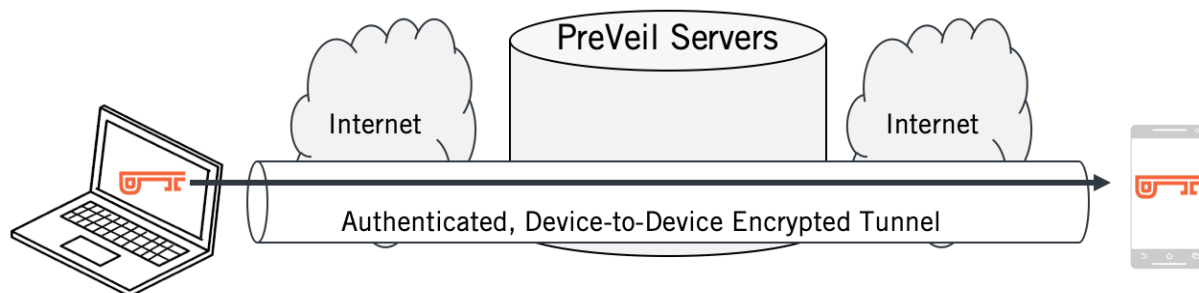 PreVeil Servers
Internet
Internet
Authenticated, Device-to-Device Encrypted Tunnel